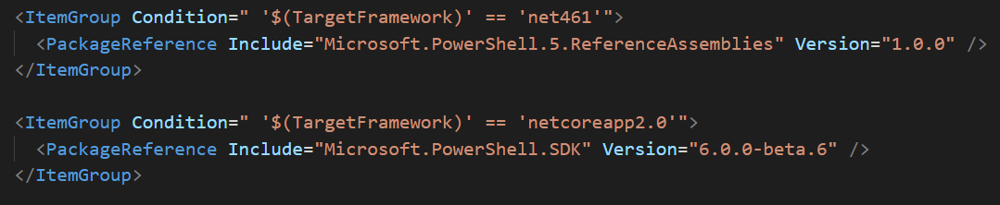 <ItemGroup Condition=" '$(TargetFramework)' == 'net461'">
<PackageReference Include="Microsoft.PowerShell.5.ReferenceAssemblies" Version="1.0.0" />
</ItemGroup>
<ItemGroup Condition=" '$(TargetFramework)' == 'netcoreapp2.0'">
<PackageReference Include="Microsoft.PowerShell.SDK" Version="6.0.0-beta.6" />
</ItemGroup>